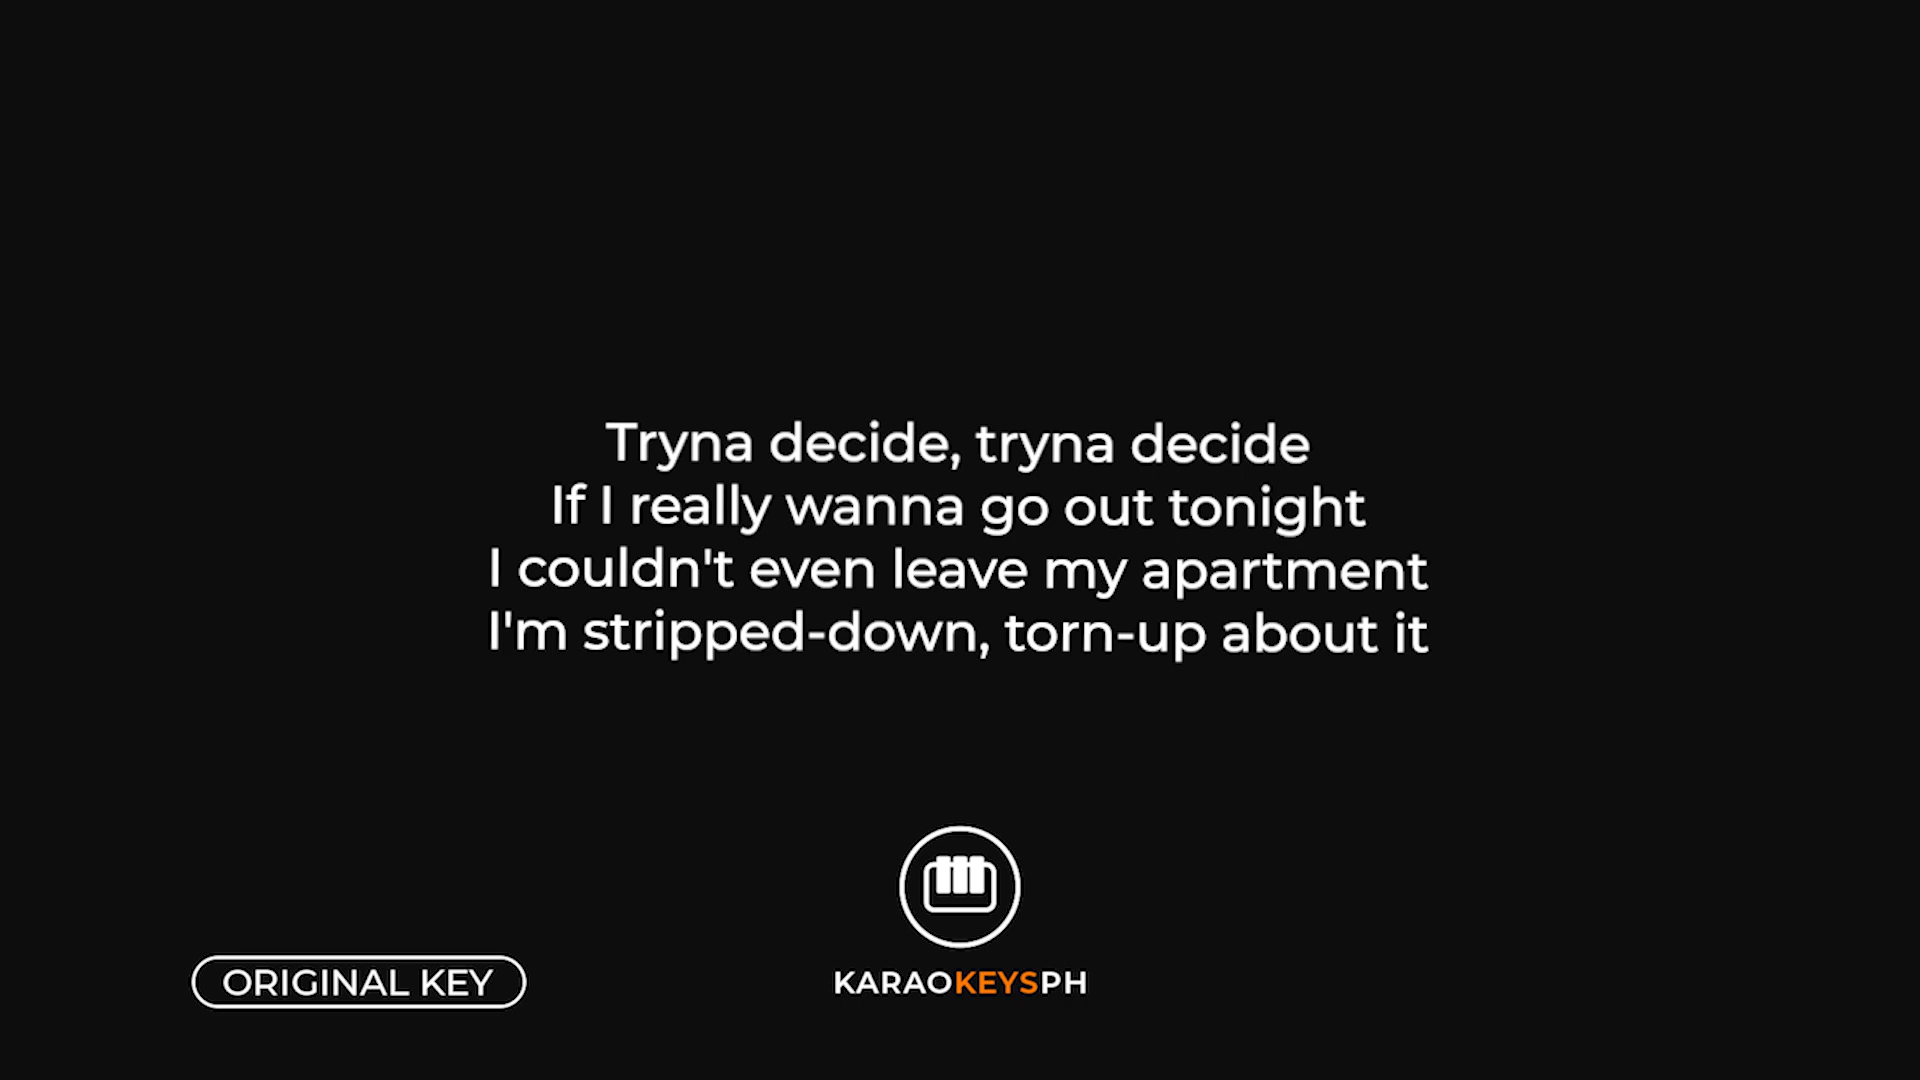 Tryna decide, tryna decide
If I really wanna go out tonight
I couldn't even leave my apartment
I'm stripped-down, torn-up about it
ORIGINAL KEY
KARAOKEYSPH